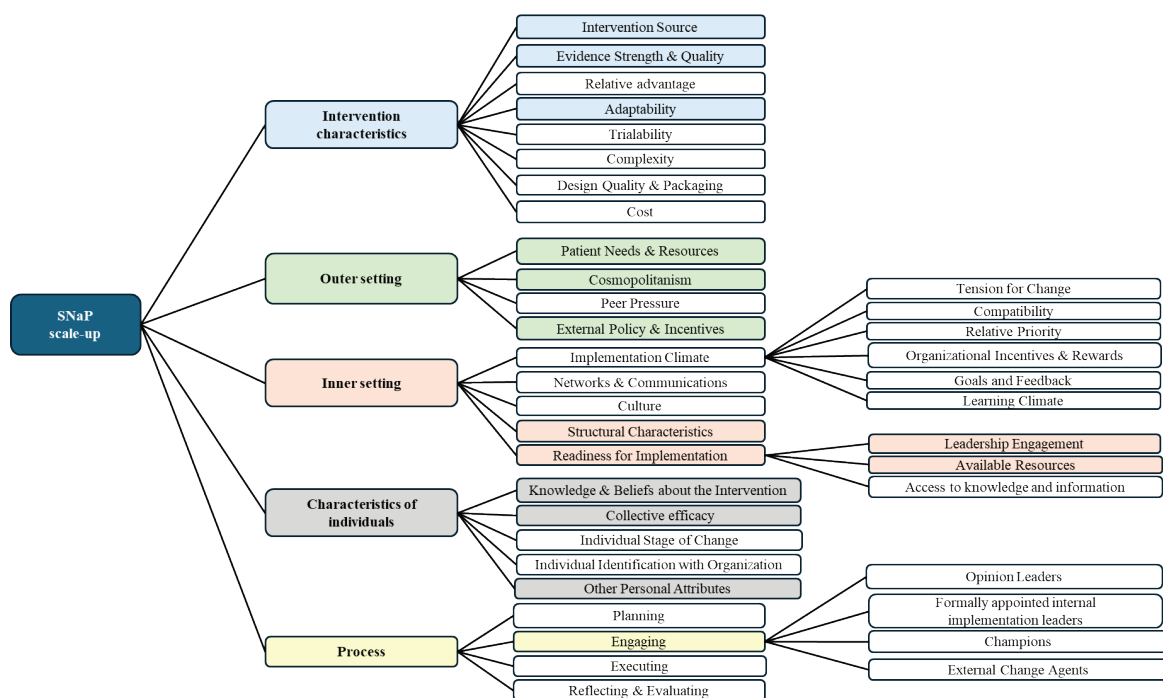 SNaP
scale-up
Intervention
characteristics
Intervention Source
Evidence Strength & Quality
Relative advantage
Adaptability
Trialability
Complexity
Design Quality & Packaging
Cost
Outer setting
Patient Needs & Resources
Cosmopolitanism
Peer Pressure
External Policy & Incentives
Inner setting
Implementation Climate
Tension for Change
Compatibility
Relative Priority
Organizational Incentives & Rewards
Goals and Feedback
Learning Climate
Networks & Communications
Culture
Structural Characteristics
Readiness for Implementation
Leadership Engagement
Available Resources
Access to knowledge and information
Characteristics of
individuals
Knowledge & Beliefs about the Intervention
Collective efficacy
Individual Stage of Change
Individual Identification with Organization
Other Personal Attributes
Process
Planning
Engaging
Opinion Leaders
Formally appointed internal
implementation leaders
Champions
External Change Agents
Executing
Reflecting & Evaluating